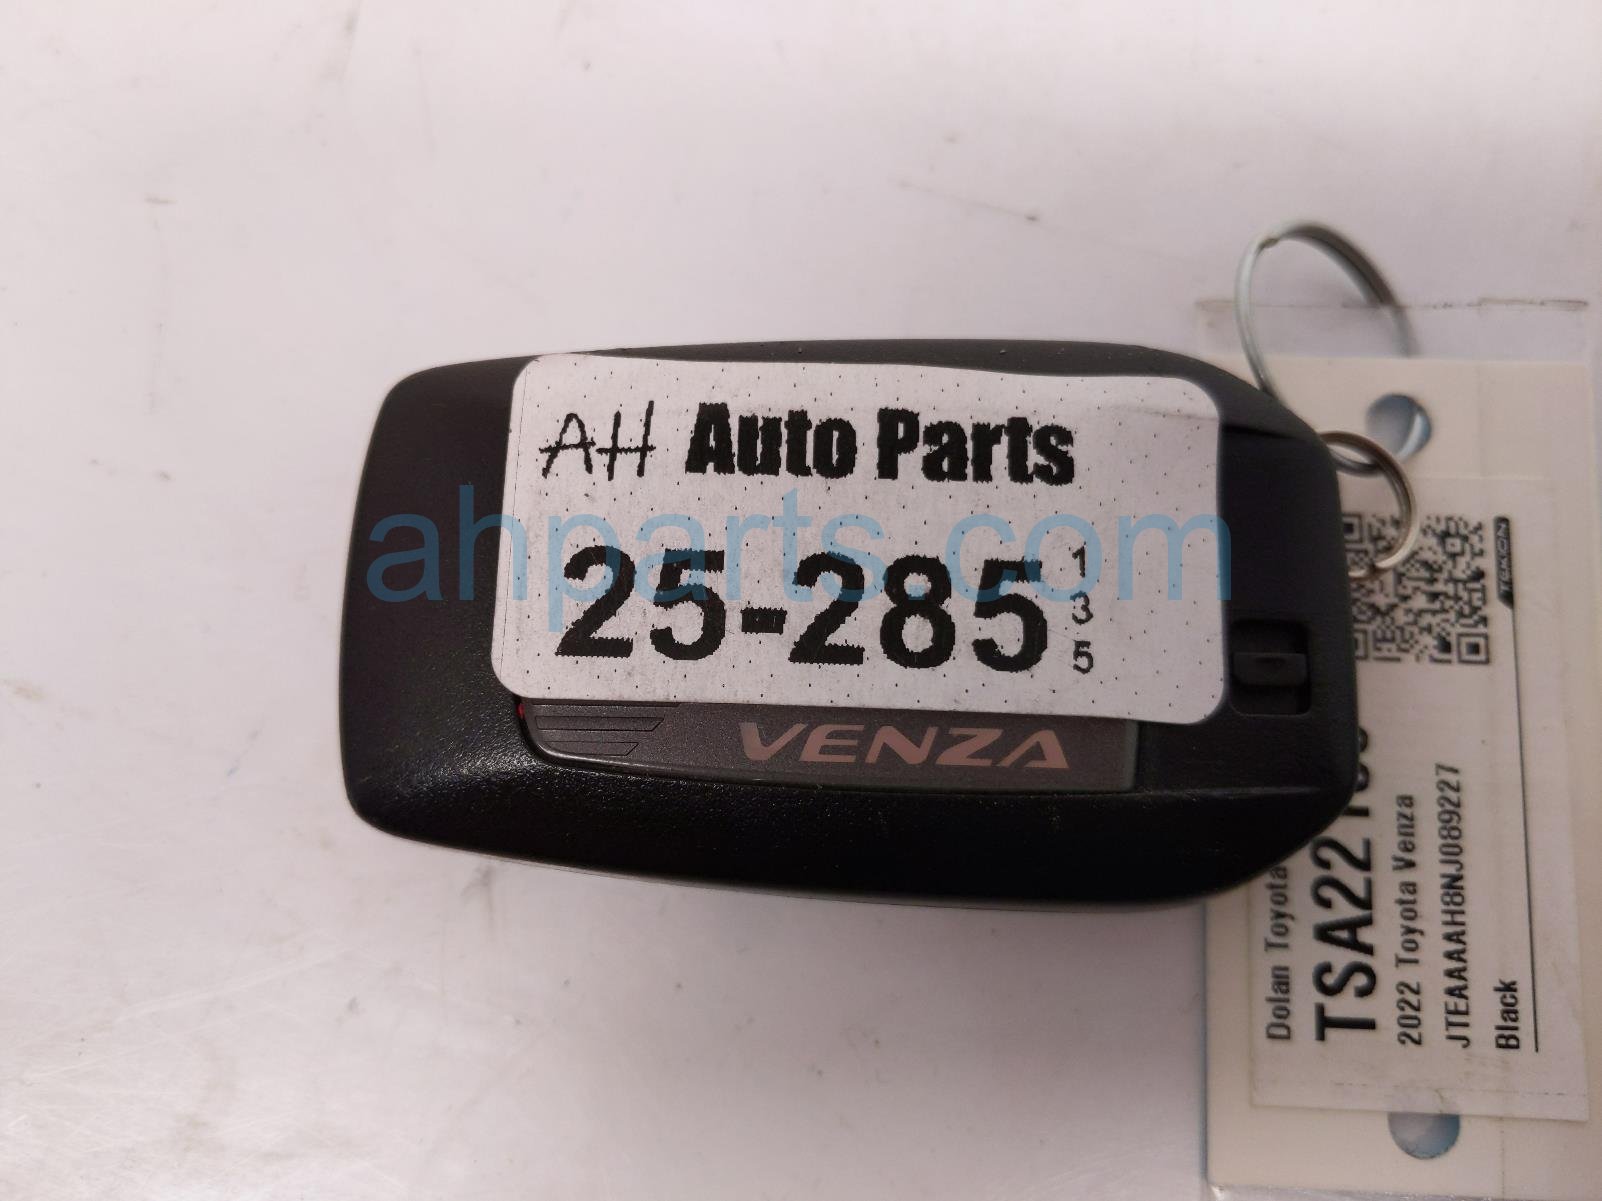 AH Auto Parts
25-285
1
3
5
ahparts.com
VENZA
TEKION
Dolan Toyota
TSA22
2022 Toyota Venza
JTEAAAAH8NJ089227
Black